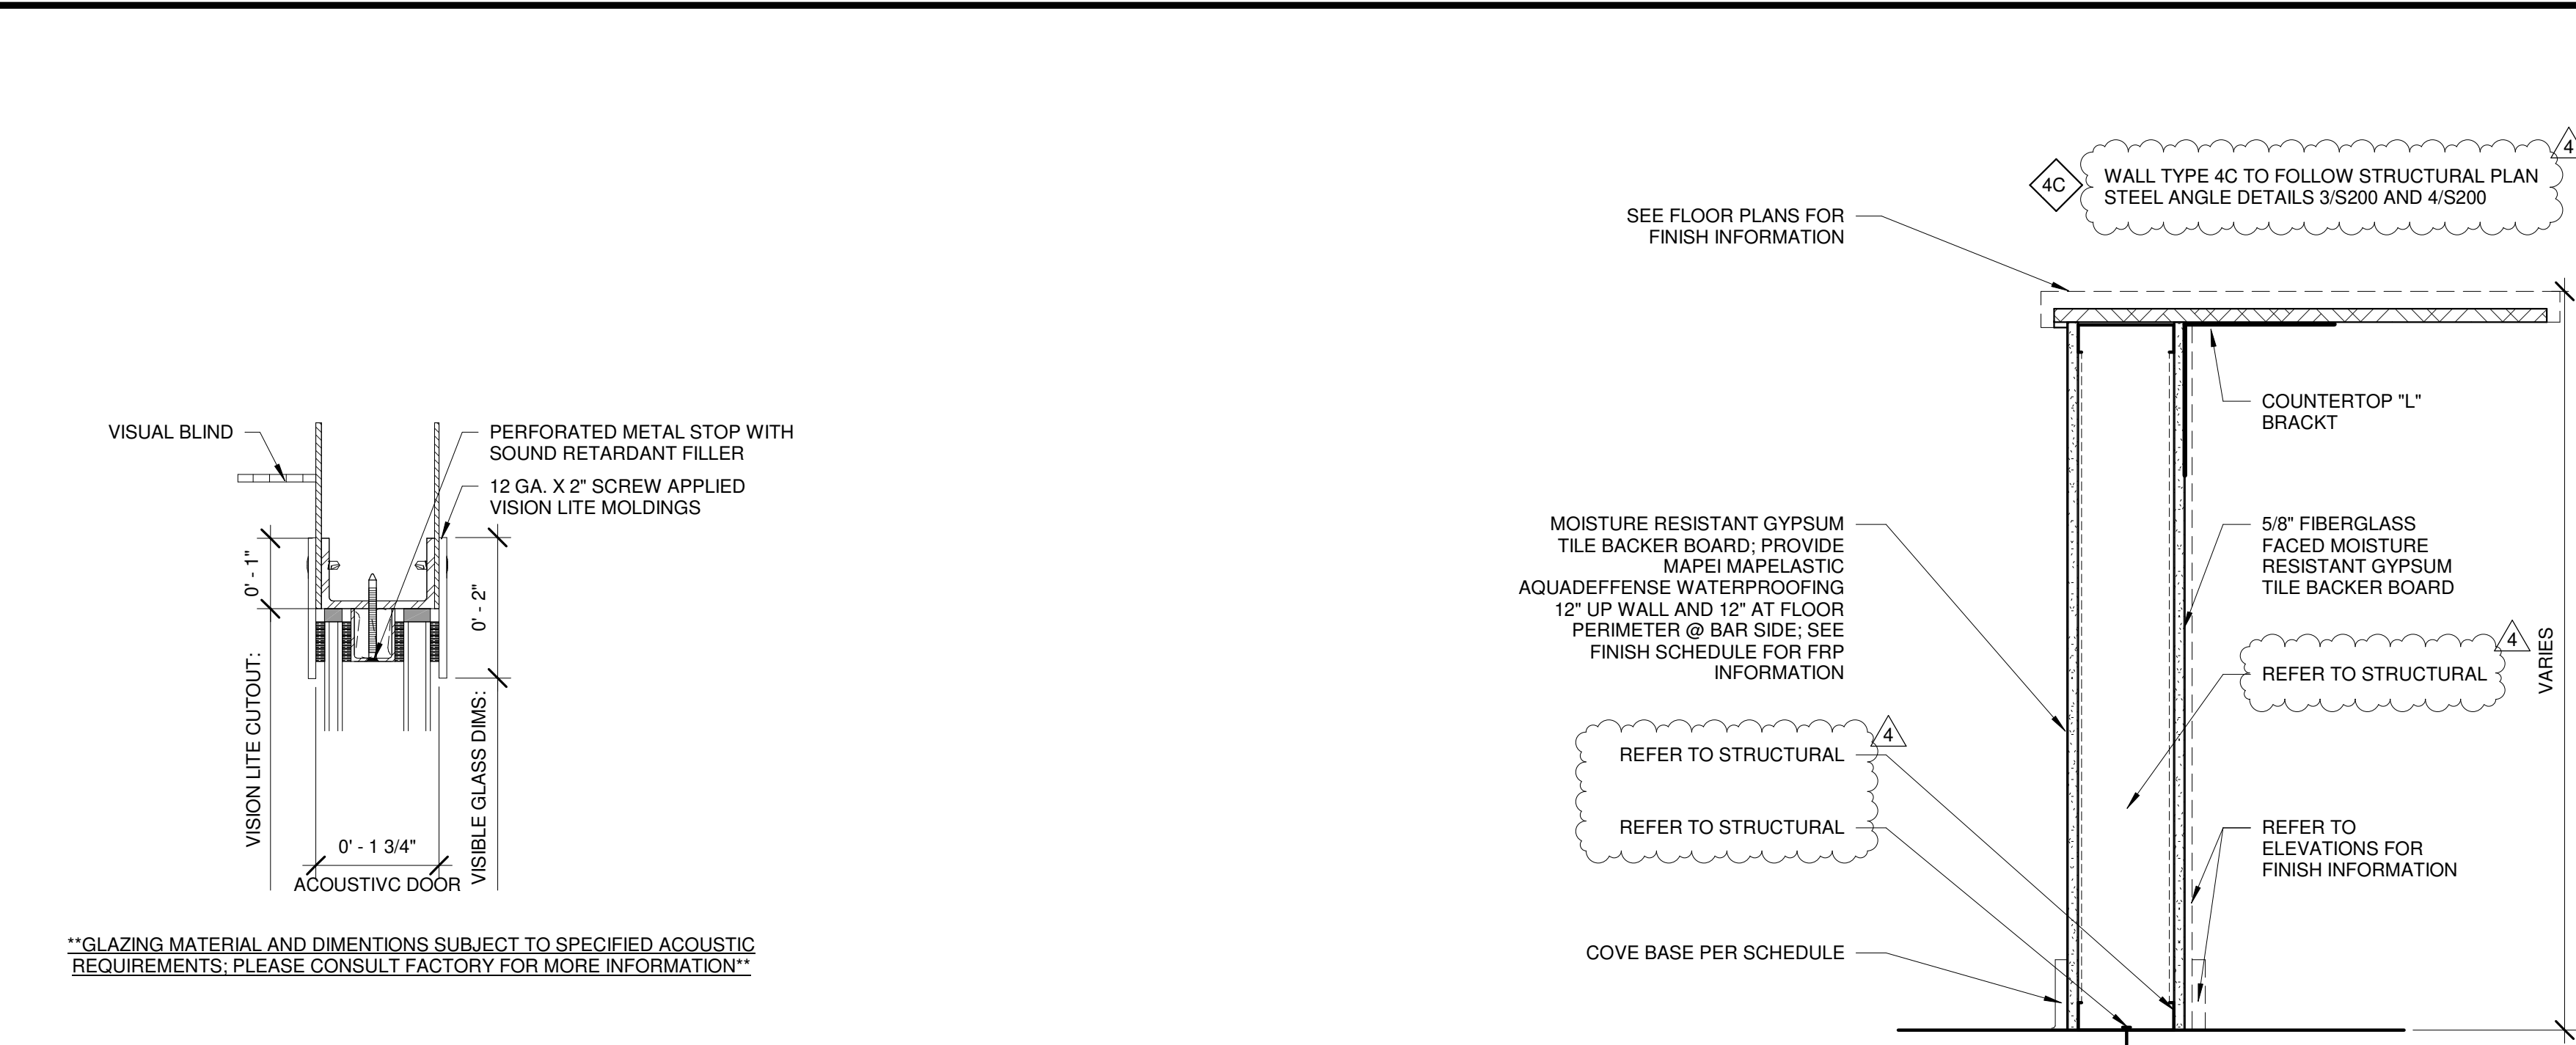 VISUAL BLIND
PERFORATED METAL STOP WITH
SOUND RETARDANT FILLER
12 GA. X 2" SCREW APPLIED
VISION LITE MOLDINGS
0' - 1"
0' - 2"
VISION LITE CUTOUT:
VISIBLE GLASS DIMS:
0' - 1 3/4"
ACOUSTIVC DOOR
**GLAZING MATERIAL AND DIMENTIONS SUBJECT TO SPECIFIED ACOUSTIC
REQUIREMENTS; PLEASE CONSULT FACTORY FOR MORE INFORMATION**
4
4C
WALL TYPE 4C TO FOLLOW STRUCTURAL PLAN
STEEL ANGLE DETAILS 3/S200 AND 4/S200
SEE FLOOR PLANS FOR
FINISH INFORMATION
COUNTERTOP "L"
BRACKT
MOISTURE RESISTANT GYPSUM
TILE BACKER BOARD; PROVIDE
MAPEI MAPELASTIC
AQUADEFFENSE WATERPROOFING
12" UP WALL AND 12" AT FLOOR
PERIMETER @ BAR SIDE; SEE
FINISH SCHEDULE FOR FRP
INFORMATION
5/8" FIBERGLASS
FACED MOISTURE
RESISTANT GYPSUM
TILE BACKER BOARD
4
REFER TO STRUCTURAL
VARIES
4
REFER TO STRUCTURAL
REFER TO STRUCTURAL
REFER TO
ELEVATIONS FOR
FINISH INFORMATION
COVE BASE PER SCHEDULE